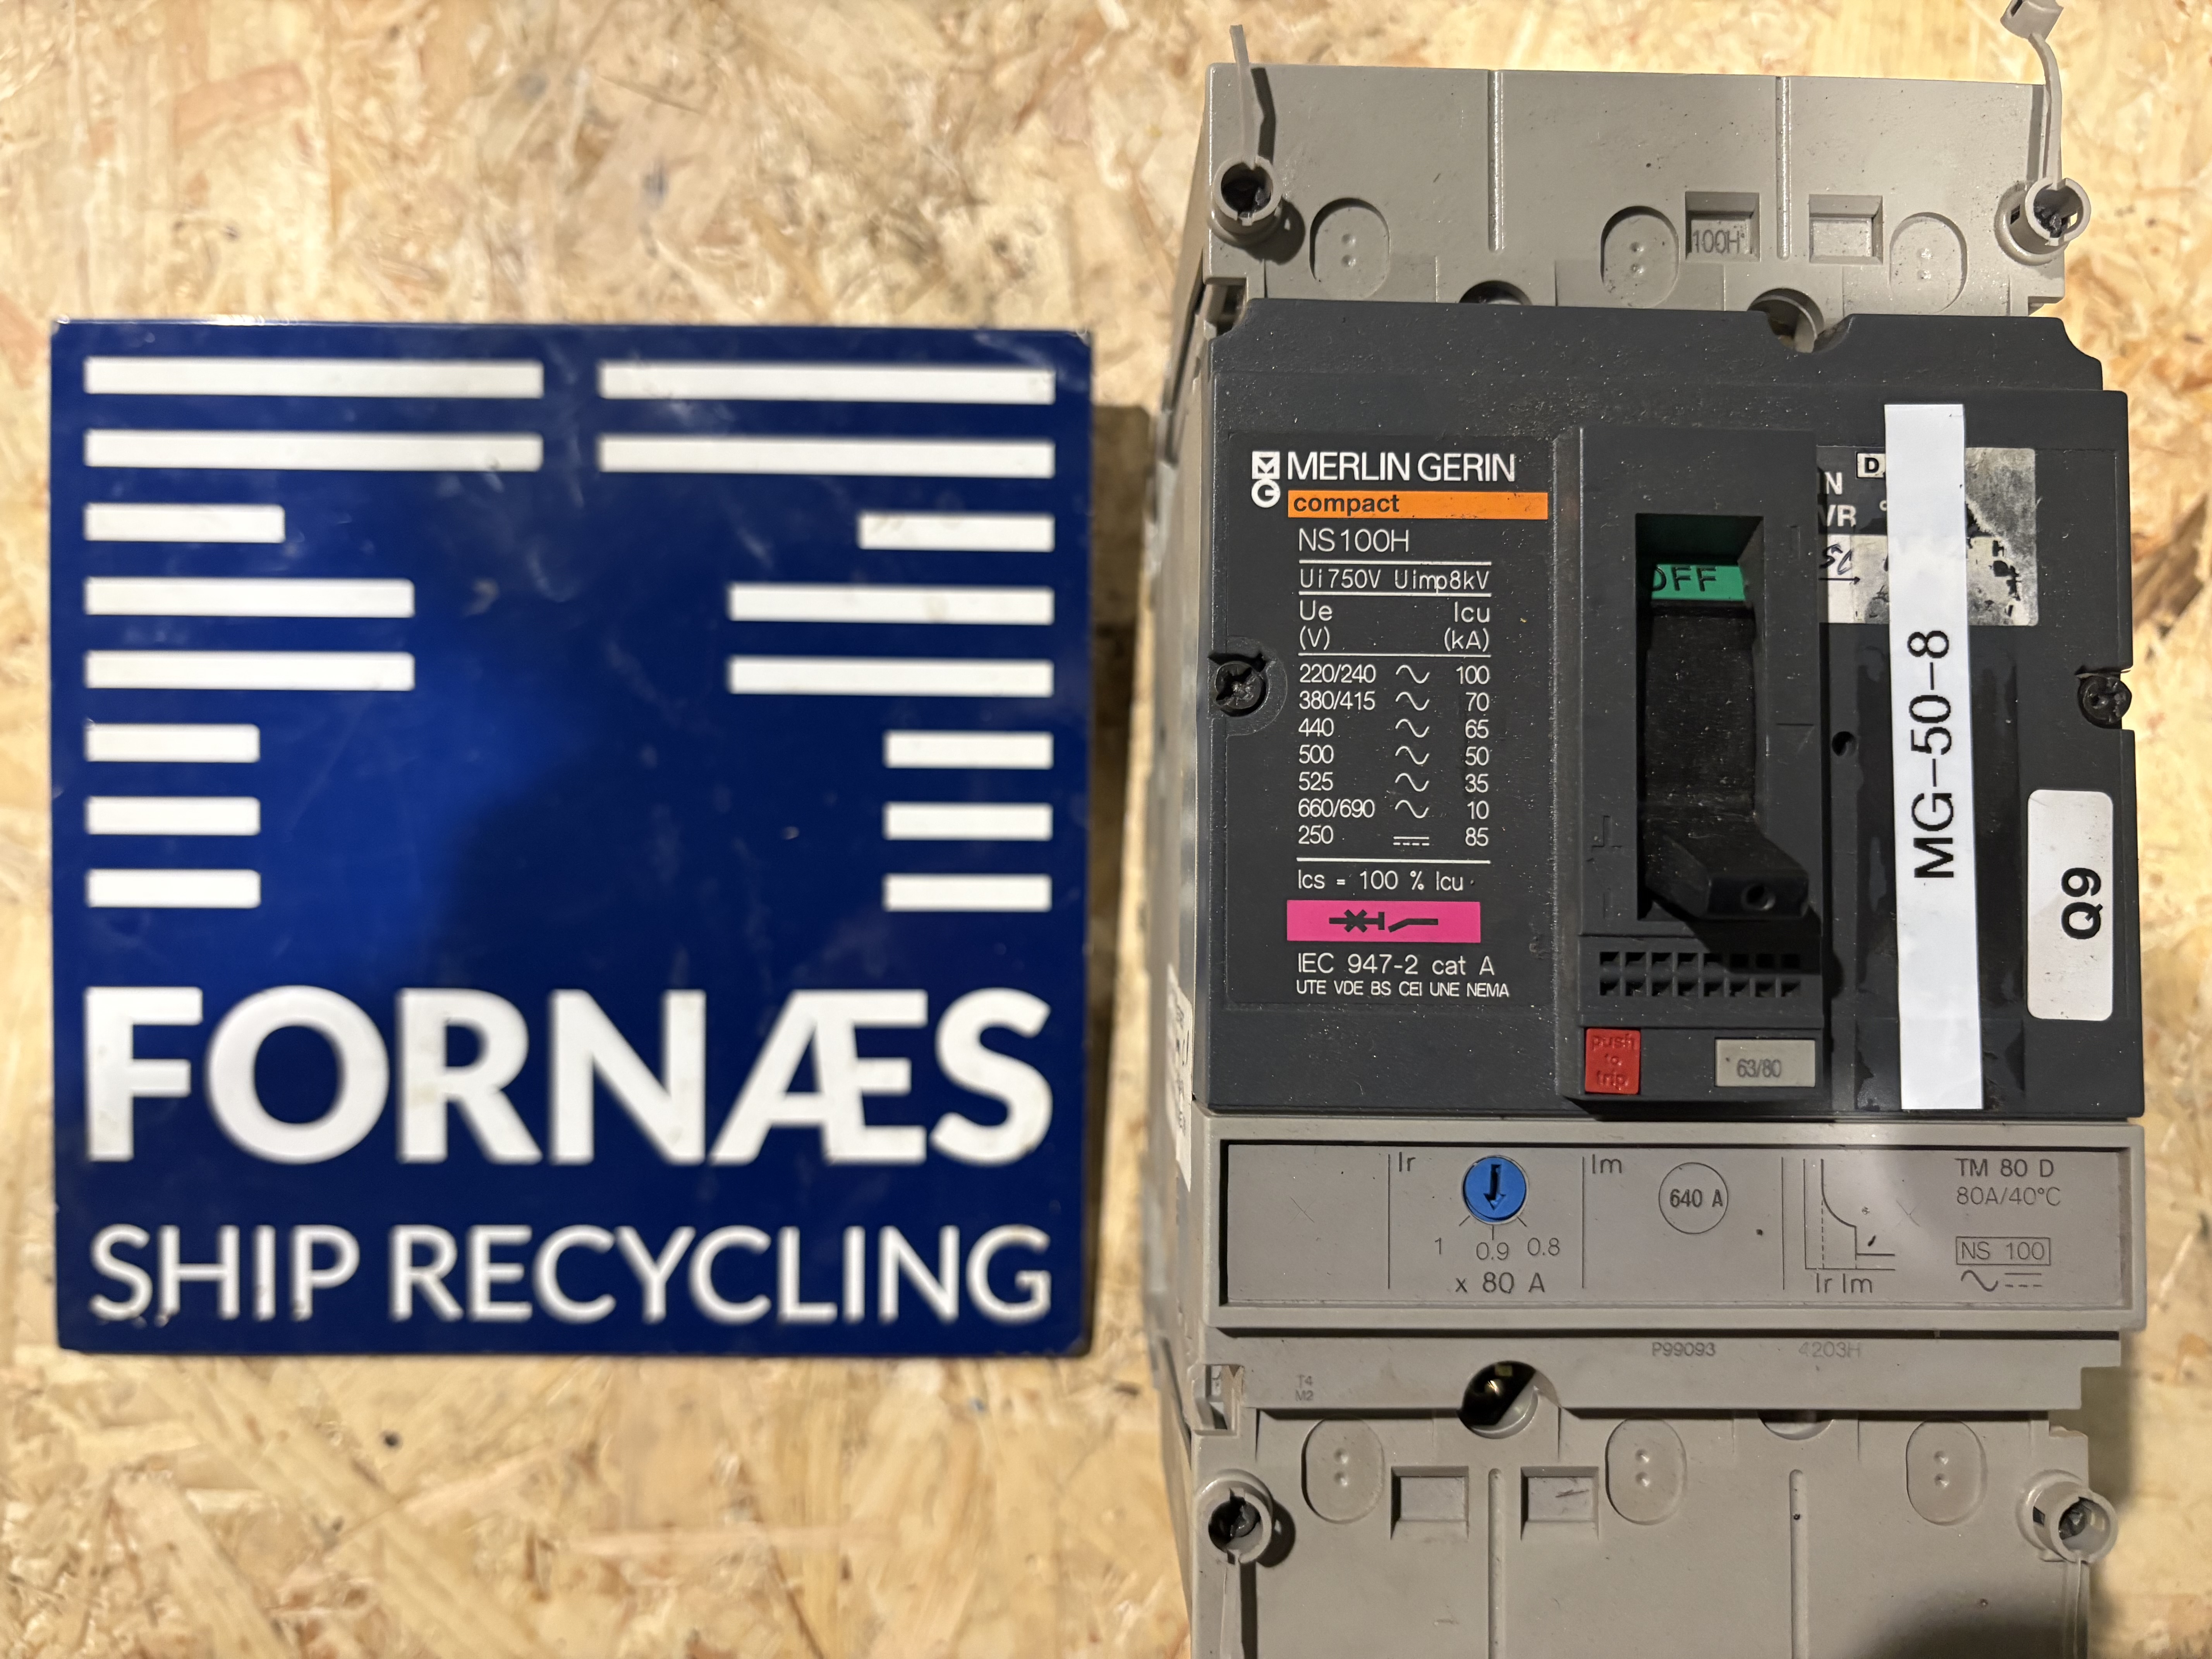 FORNÆS
SHIP RECYCLING
100H
MERLIN GERIN
compact
NS100H
Ui750V Uimp8kV
Ue Icu
(V) (kA)
220/240 100
380/415 70
440 65
500 50
525 35
660/690 10
250 85
Ics = 100 % Icu
IEC 947-2 cat A
UTE VDE BS CEI UNE NEMA
OFF
push
to
trip
63/80
MG-50-8
Q9
Ir
1 0.9 0.8
x 80 A
Im
640 A
Ir Im
TM 80 D
80A/40°C
NS 100
P99093 4203H
T4
M2